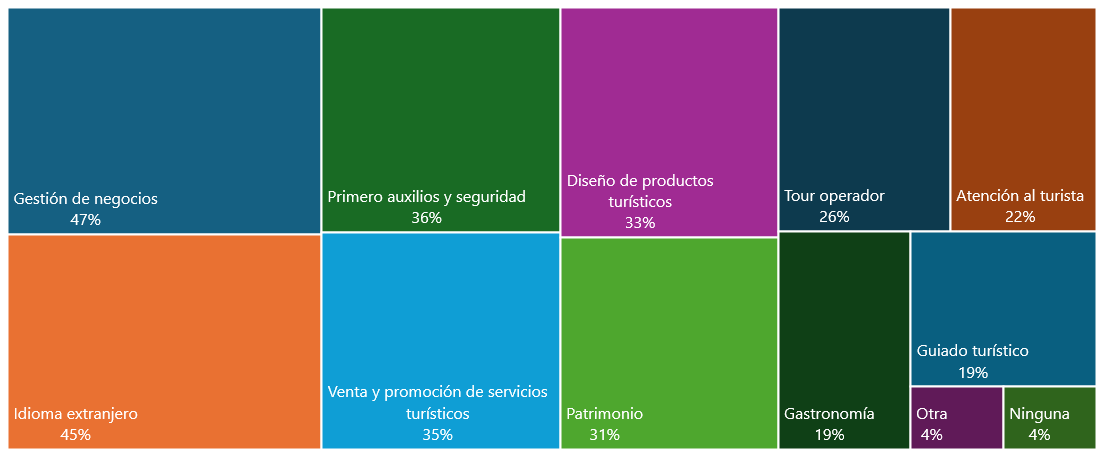 Gestión de negocios
47%
Primero auxilios y seguridad
36%
Diseño de productos
turísticos
33%
Tour operador
26%
Atención al turista
22%
Idioma extranjero
45%
Venta y promoción de servicios
turísticos
35%
Patrimonio
31%
Gastronomía
19%
Guiado turístico
19%
Otra
4%
Ninguna
4%